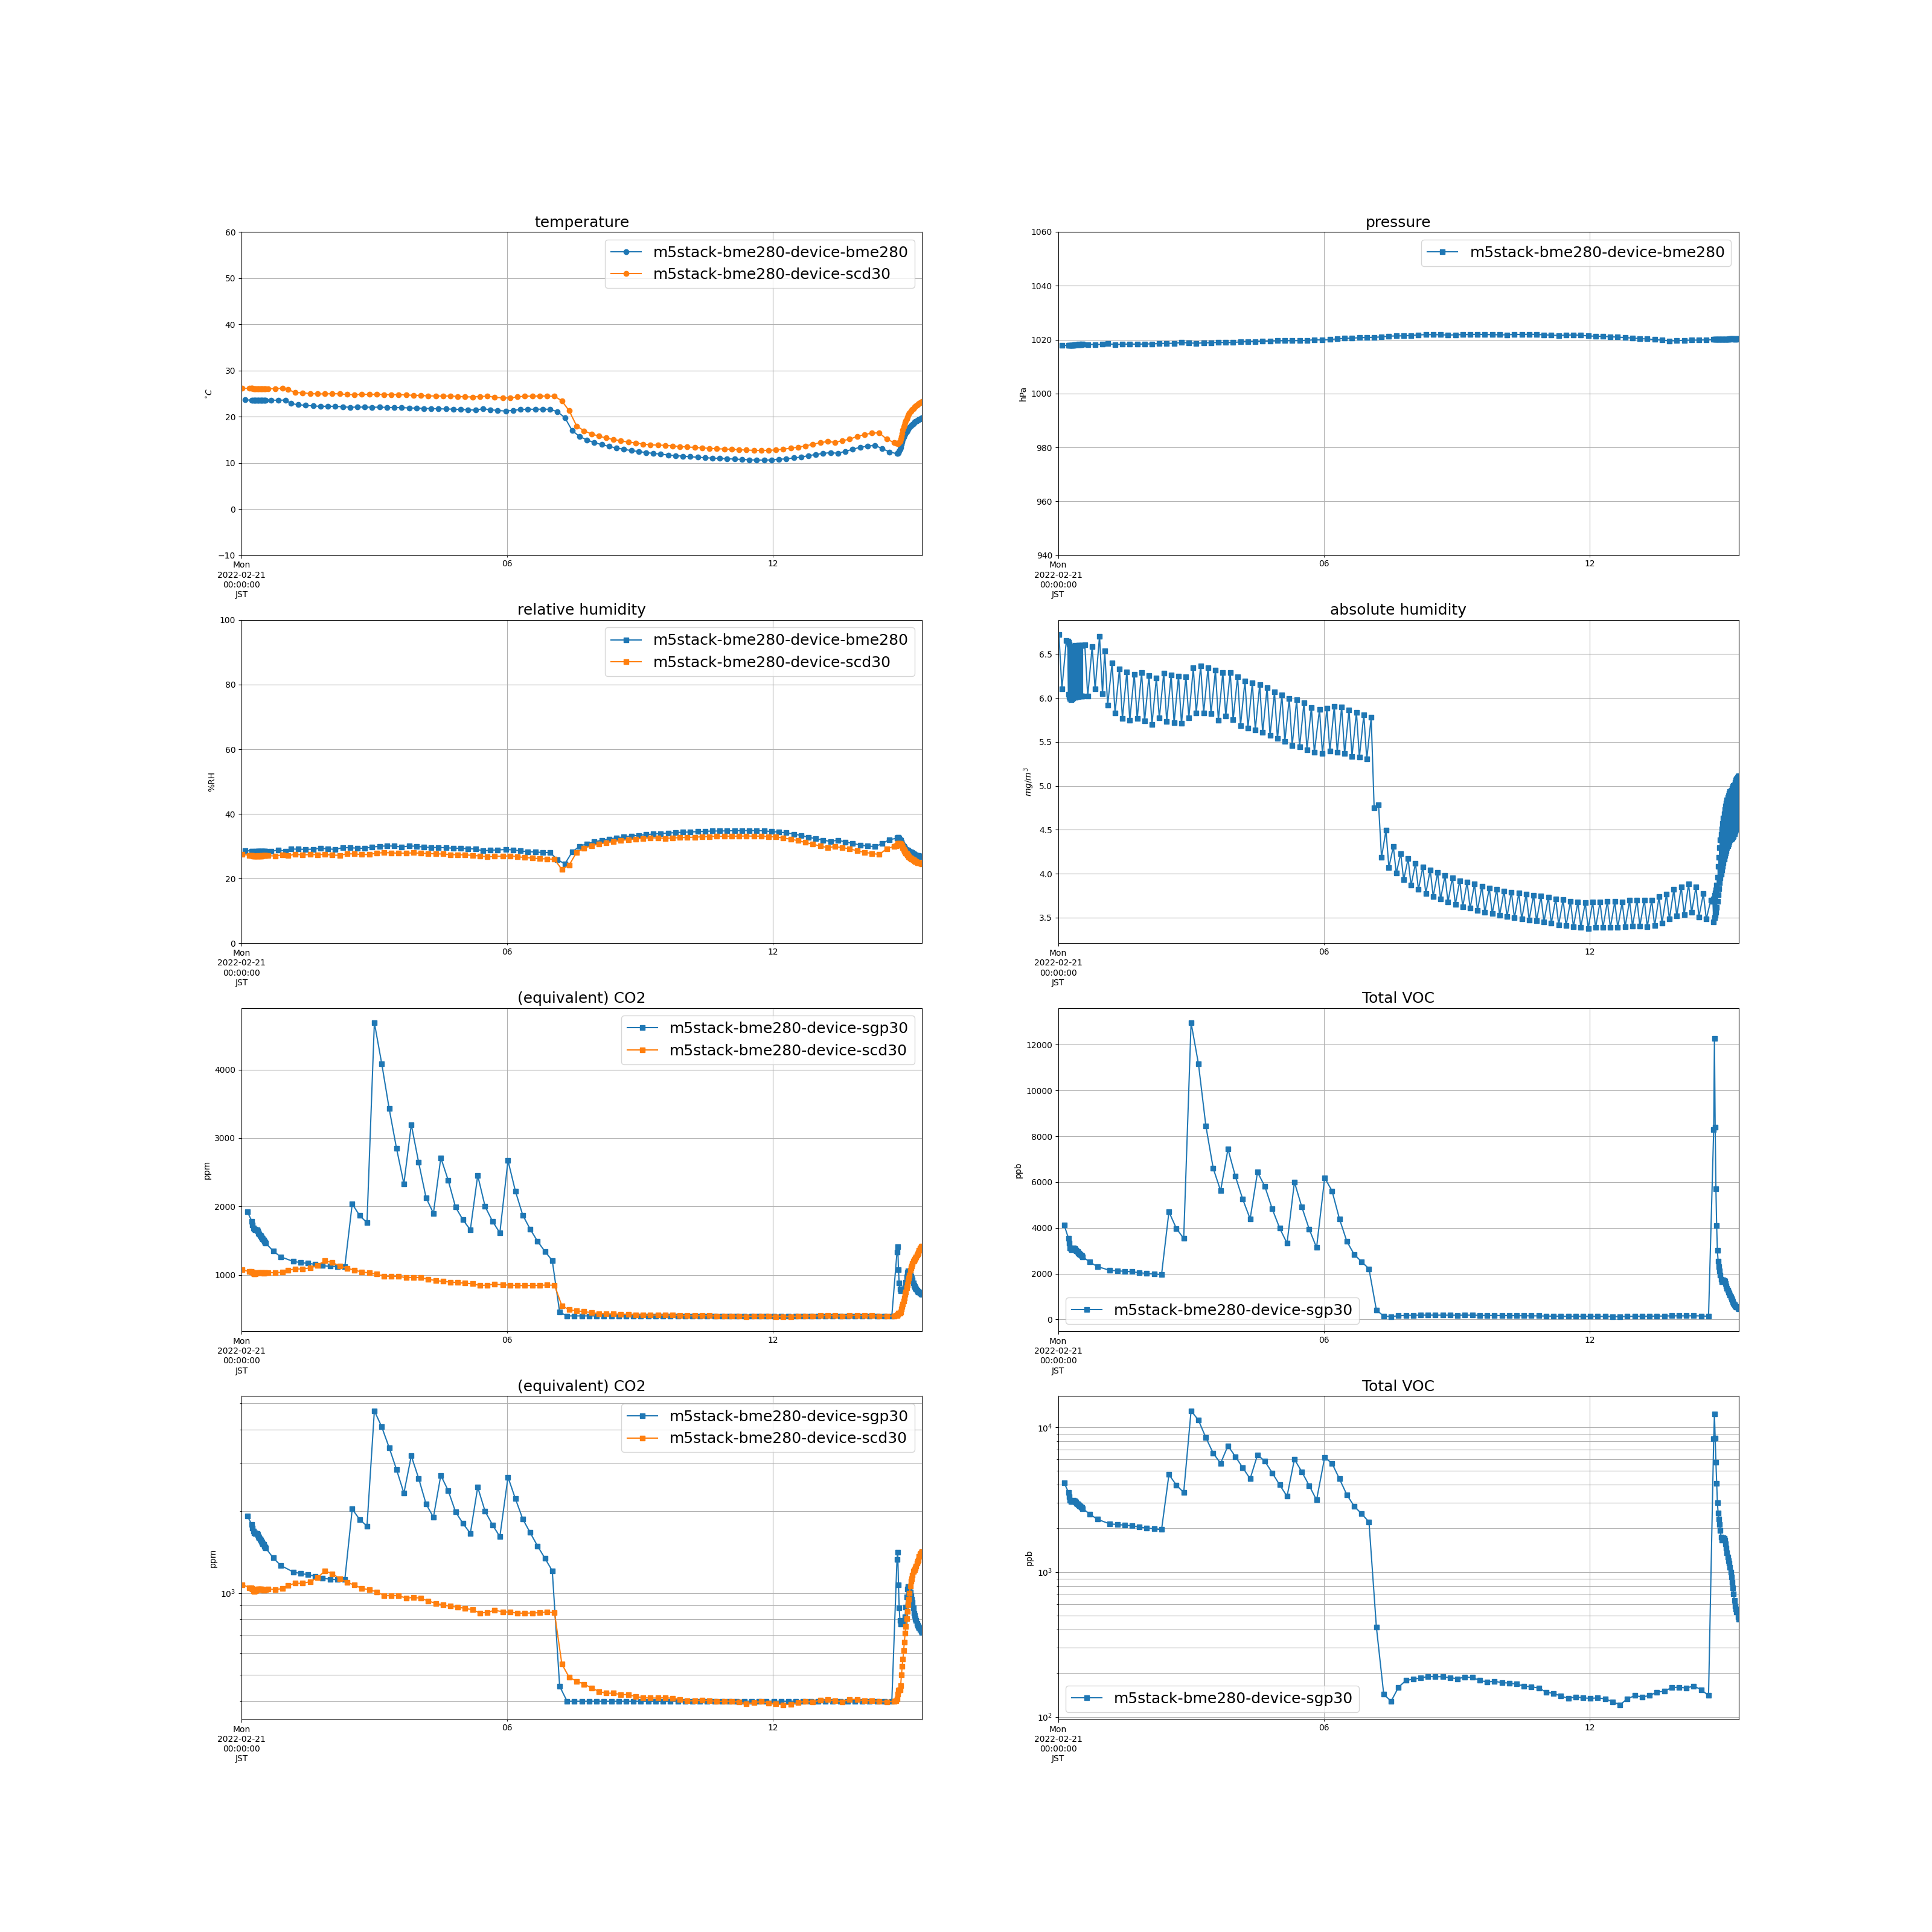 temperature
60
50
40
30
20
10
0
−10
°C
m5stack-bme280-device-bme280
m5stack-bme280-device-scd30
Mon
2022-02-21
00:00:00
JST
06
12
pressure
1060
1040
1020
1000
980
960
940
hPa
m5stack-bme280-device-bme280
Mon
2022-02-21
00:00:00
JST
06
12
relative humidity
100
80
60
40
20
0
%RH
m5stack-bme280-device-bme280
m5stack-bme280-device-scd30
Mon
2022-02-21
00:00:00
JST
06
12
absolute humidity
6.5
6.0
5.5
5.0
4.5
4.0
3.5
mg/m³
Mon
2022-02-21
00:00:00
JST
06
12
(equivalent) CO2
4000
3000
2000
1000
ppm
m5stack-bme280-device-sgp30
m5stack-bme280-device-scd30
Mon
2022-02-21
00:00:00
JST
06
12
Total VOC
12000
10000
8000
6000
4000
2000
0
ppb
m5stack-bme280-device-sgp30
Mon
2022-02-21
00:00:00
JST
06
12
(equivalent) CO2
10³
ppm
m5stack-bme280-device-sgp30
m5stack-bme280-device-scd30
Mon
2022-02-21
00:00:00
JST
06
12
Total VOC
10⁴
10³
10²
ppb
m5stack-bme280-device-sgp30
Mon
2022-02-21
00:00:00
JST
06
12